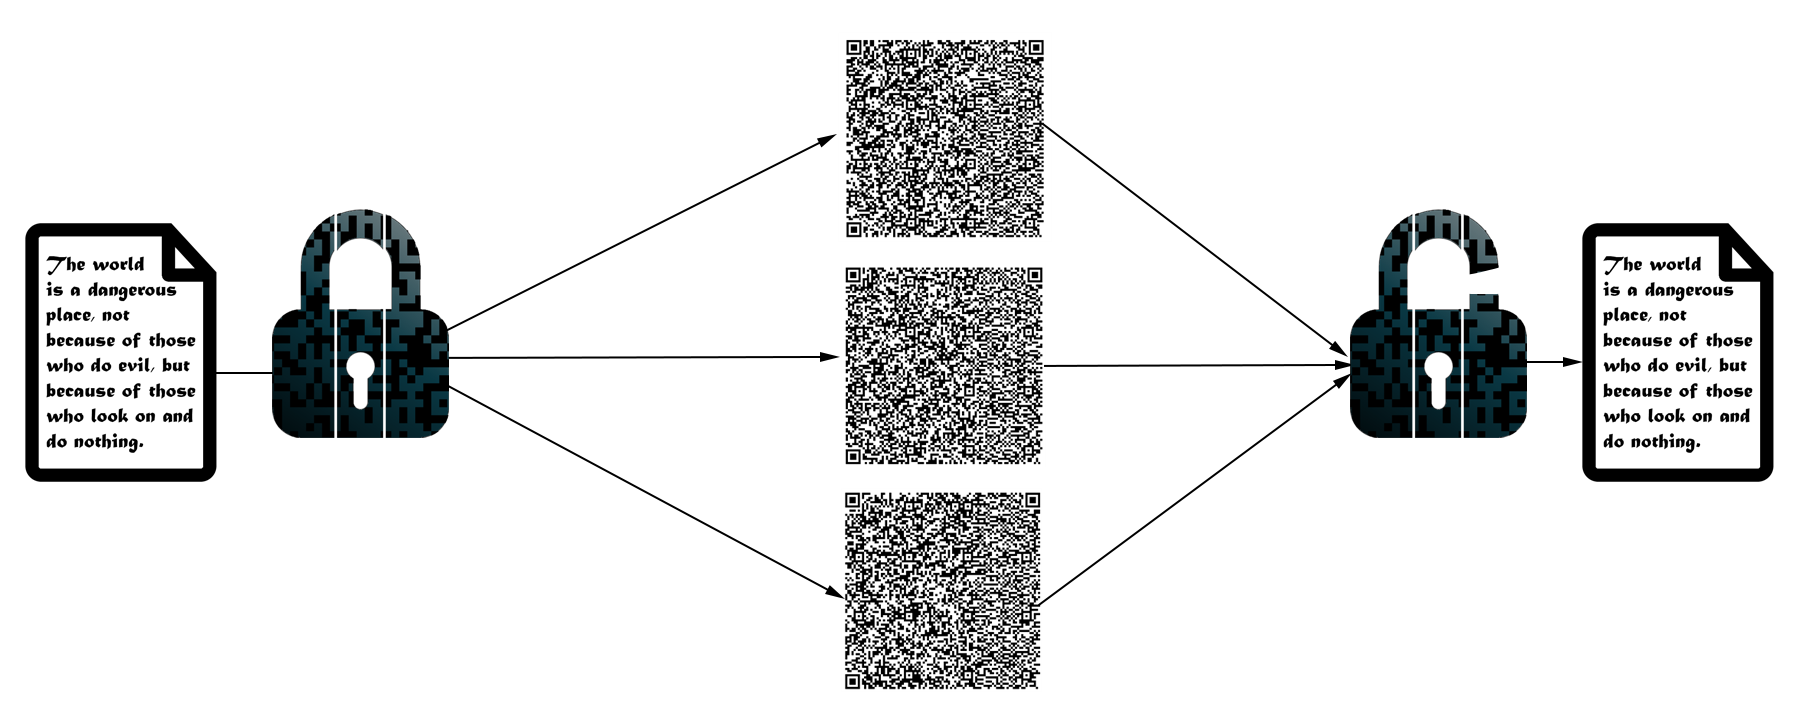 The world
is a dangerous
place, not
because of those
who do evil, but
because of those
who look on and
do nothing.
The world
is a dangerous
place, not
because of those
who do evil, but
because of those
who look on and
do nothing.